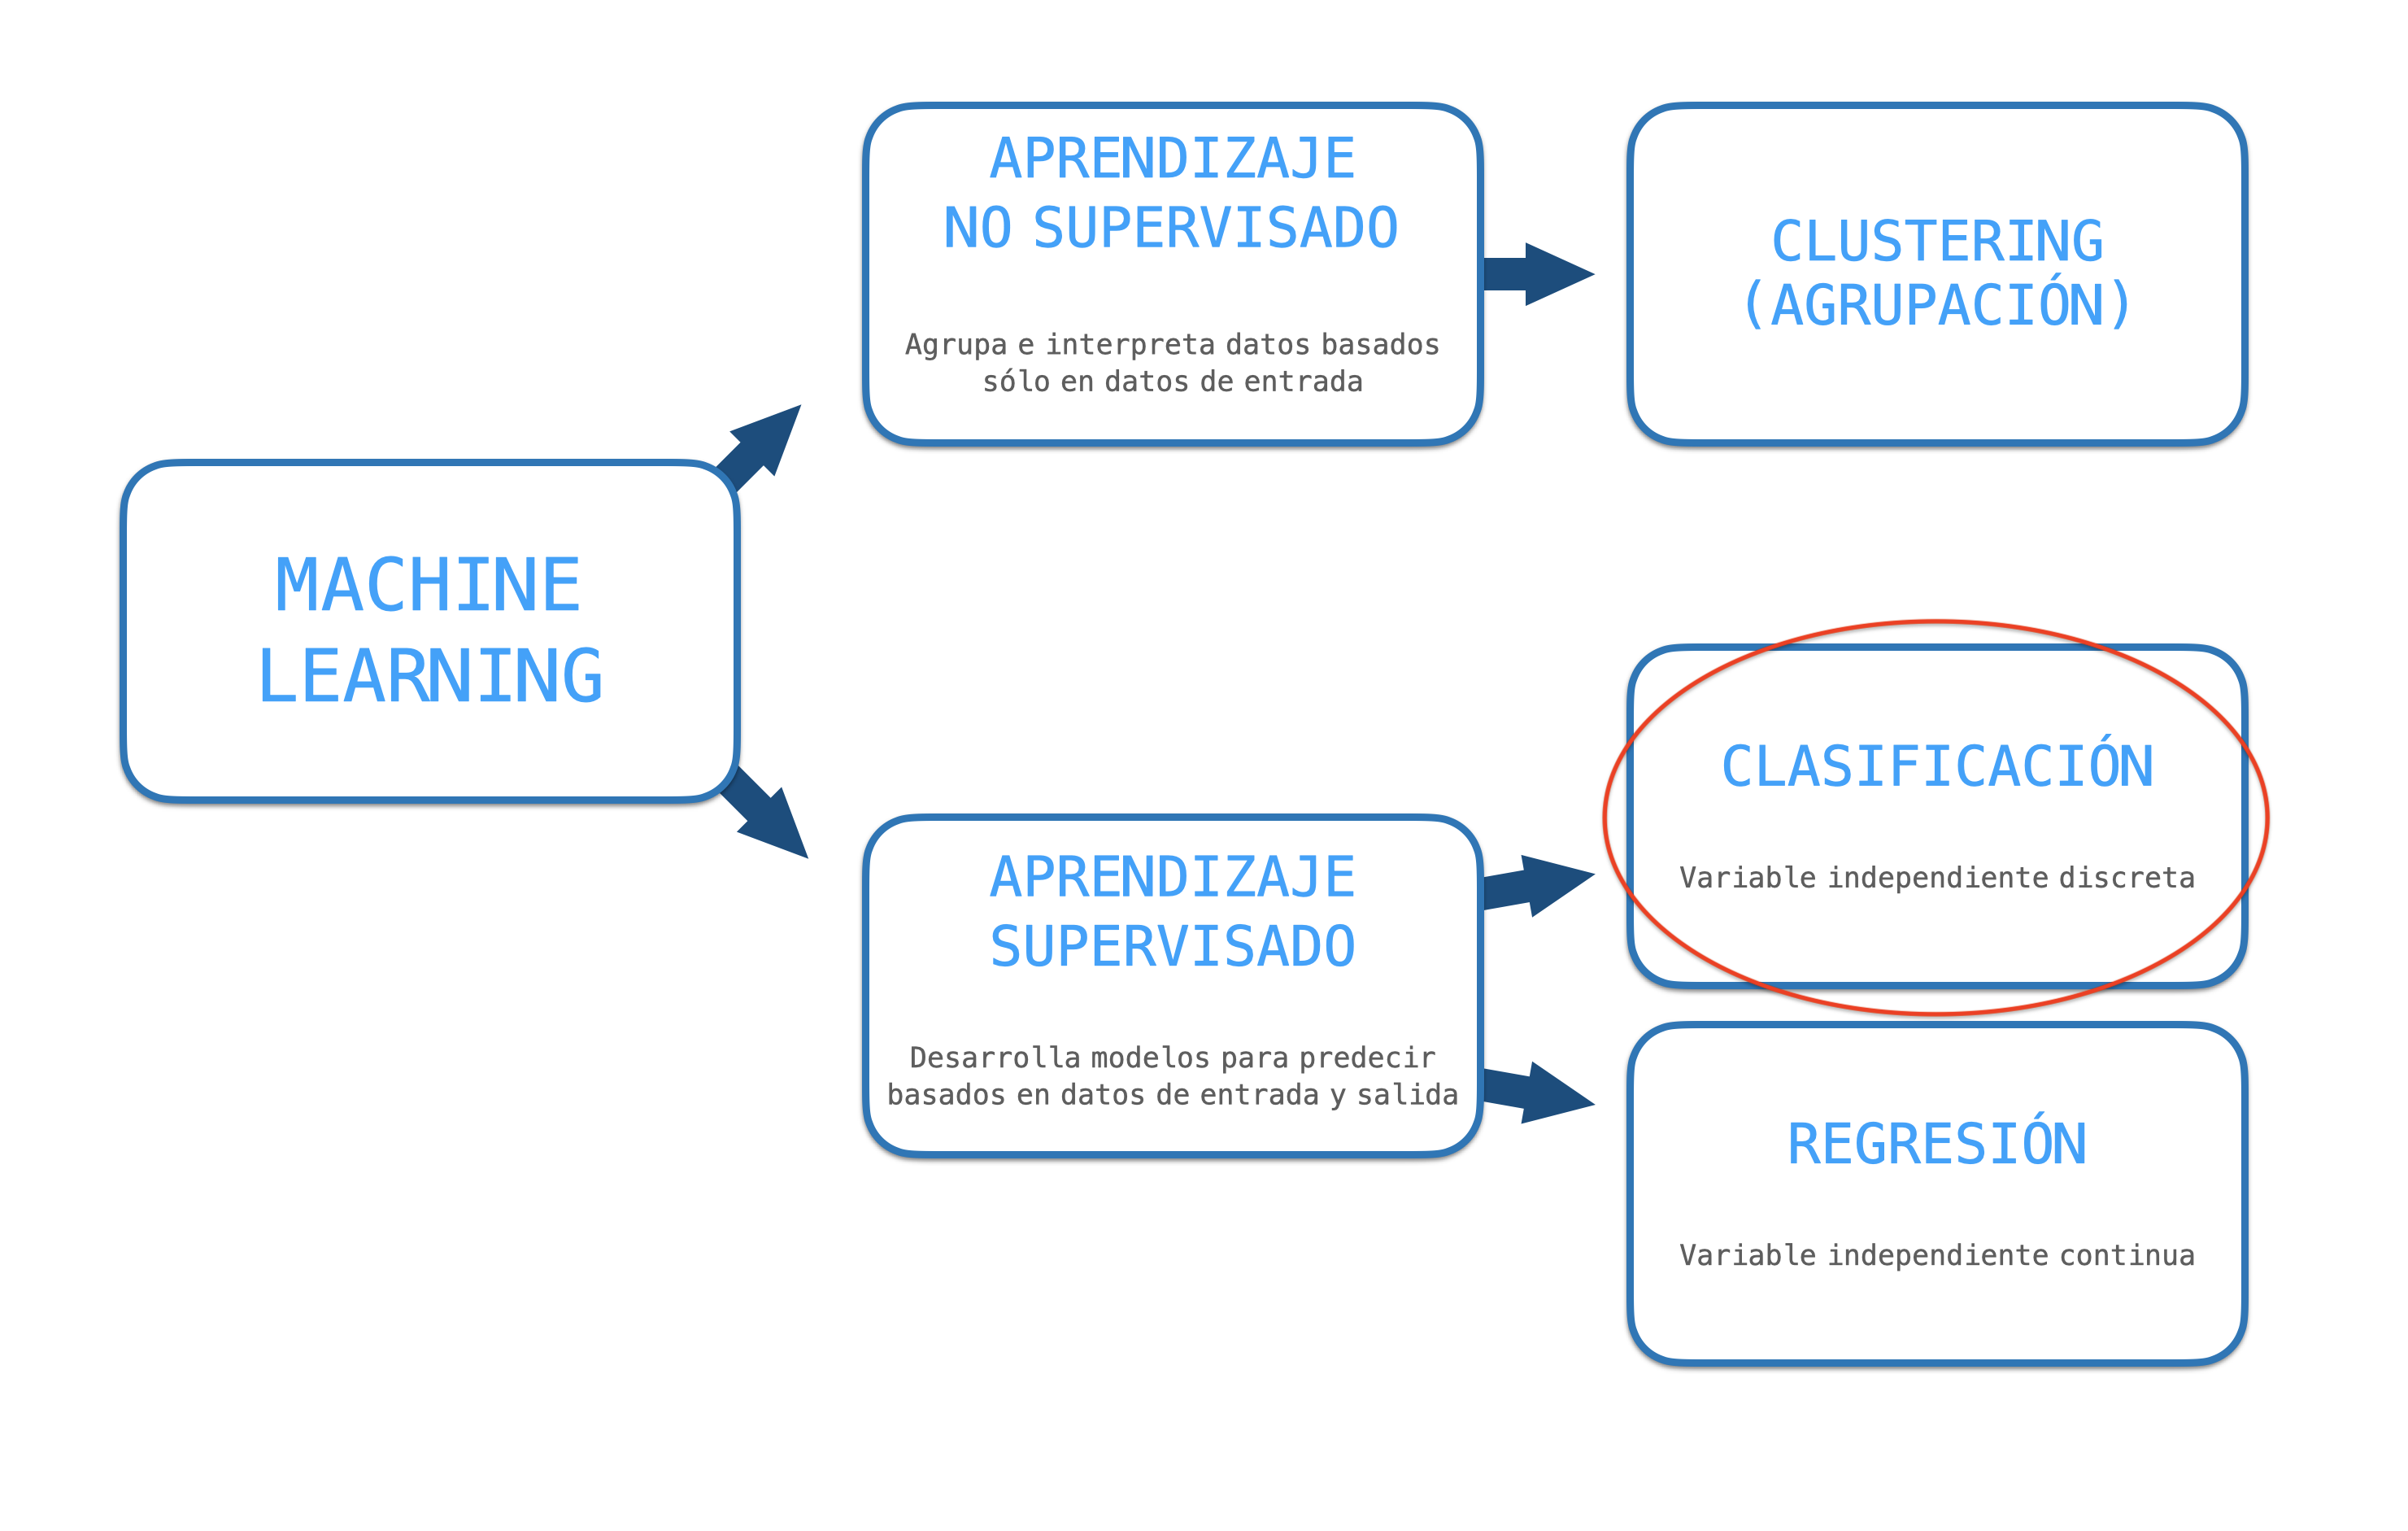 MACHINE
LEARNING
APRENDIZAJE
NO SUPERVISADO
Agrupa e interpreta datos basados
sólo en datos de entrada
CLUSTERING
(AGRUPACIÓN)
APRENDIZAJE
SUPERVISADO
Desarrolla modelos para predecir
basados en datos de entrada y salida
CLASIFICACIÓN
Variable independiente discreta
REGRESIÓN
Variable independiente continua